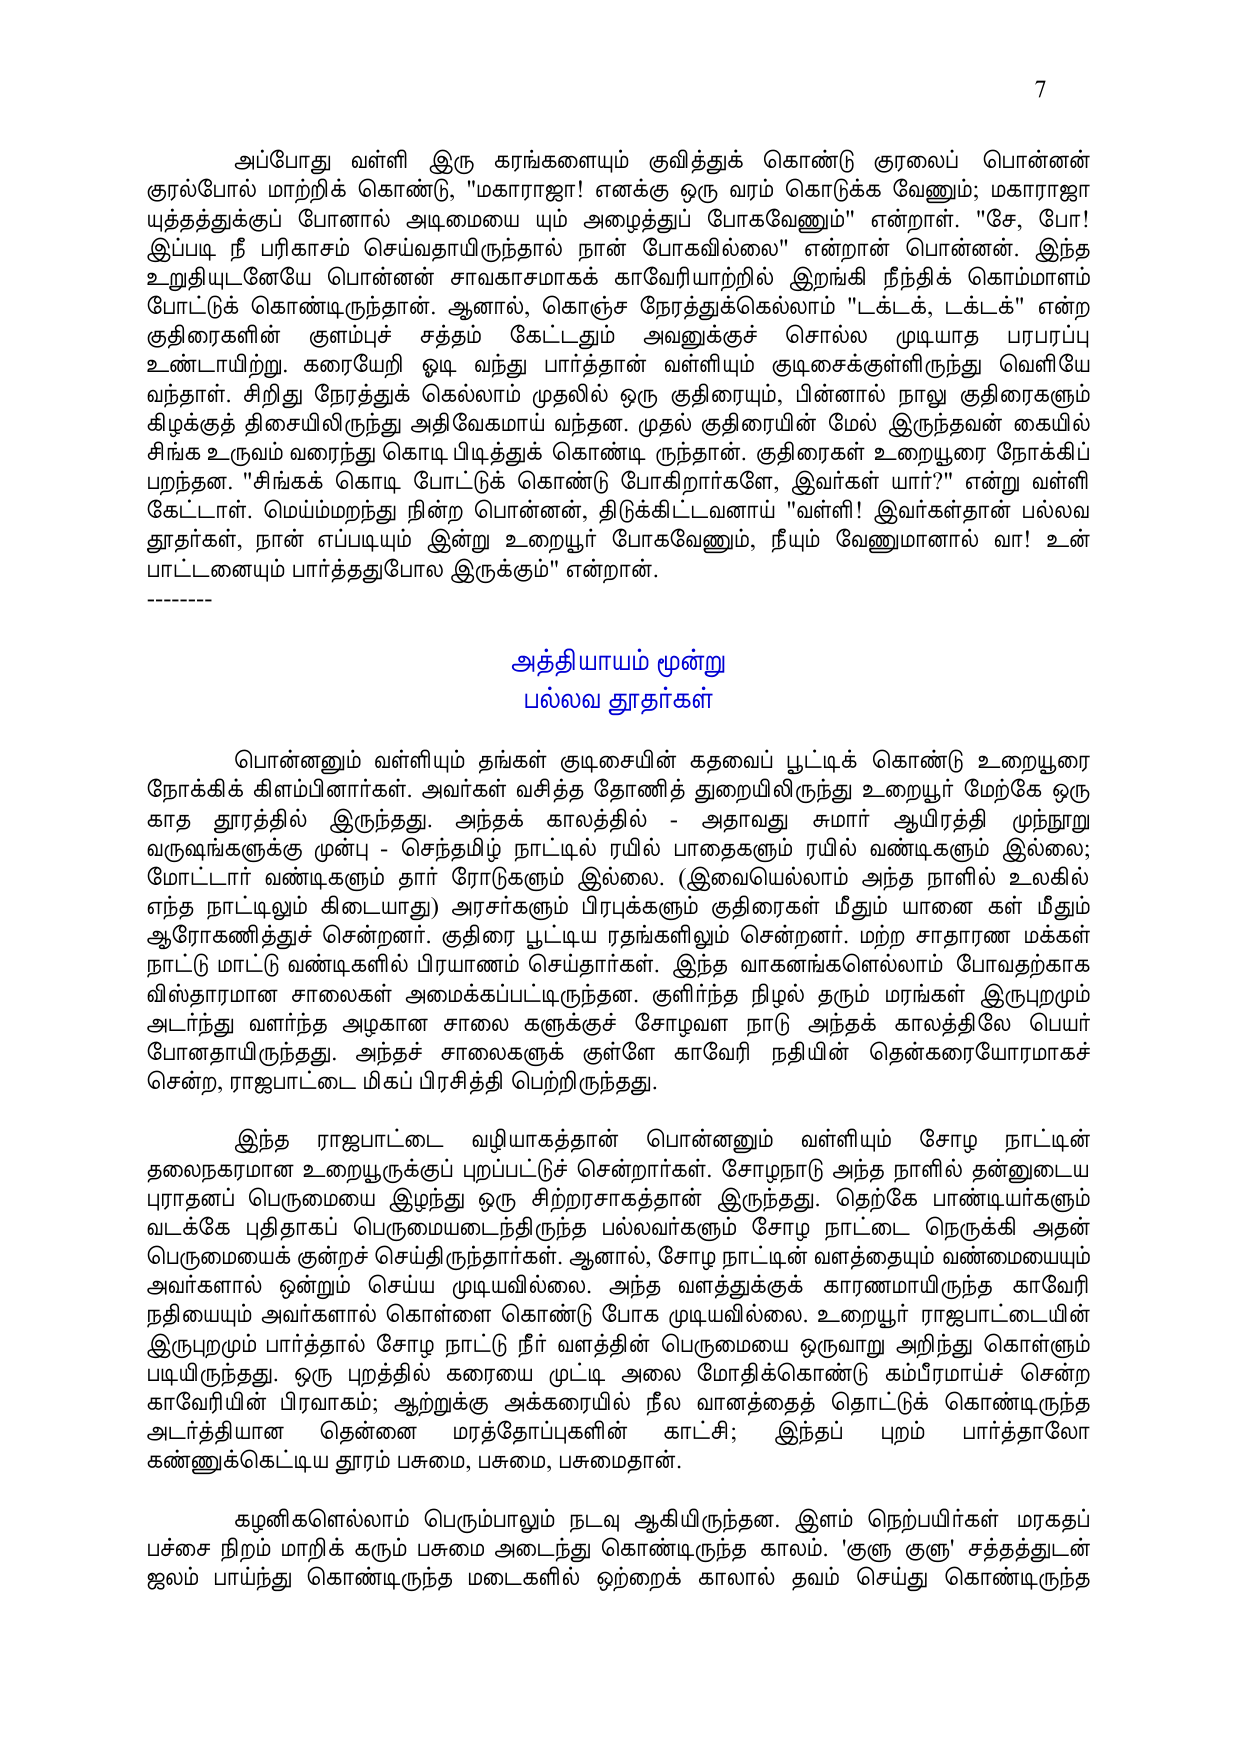 7
அப்போது வள்ளி இரு கரங்களையும் குவித்துக் கொண்டு குரலைப் பொன்னன்
குரல்போல் மாற்றிக் கொண்டு, "மகாராஜா! எனக்கு ஒரு வரம் கொடுக்க வேணும்; மகாராஜா
யுத்தத்துக்குப் போனால் அடிமையை யும் அழைத்துப் போகவேணும்" என்றாள். "சே, போ!
இப்படி நீ பரிகாசம் செய்வதாயிருந்தால் நான் போகவில்லை" என்றான் பொன்னன். இந்த
உறுதியுடனேயே பொன்னன் சாவகாசமாகக் காவேரியாற்றில் இறங்கி நீந்திக் கொம்மாளம்
போட்டுக் கொண்டிருந்தான். ஆனால், கொஞ்ச நேரத்துக்கெல்லாம் "டக்டக், டக்டக்" என்ற
குதிரைகளின் குளம்புச் சத்தம் கேட்டதும் அவனுக்குச் சொல்ல முடியாத பரபரப்பு
உண்டாயிற்று. கரையேறி ஓடி வந்து பார்த்தான் வள்ளியும் குடிசைக்குள்ளிருந்து வெளியே
வந்தாள். சிறிது நேரத்துக் கெல்லாம் முதலில் ஒரு குதிரையும், பின்னால் நாலு குதிரைகளும்
கிழக்குத் திசையிலிருந்து அதிவேகமாய் வந்தன. முதல் குதிரையின் மேல் இருந்தவன் கையில்
சிங்க உருவம் வரைந்து கொடி பிடித்துக் கொண்டி ருந்தான். குதிரைகள் உறையூரை நோக்கிப்
பறந்தன. "சிங்கக் கொடி போட்டுக் கொண்டு போகிறார்களே, இவர்கள் யார்?" என்று வள்ளி
கேட்டாள். மெய்ம்மறந்து நின்ற பொன்னன், திடுக்கிட்டவனாய் "வள்ளி! இவர்கள்தான் பல்லவ
தூதர்கள், நான் எப்படியும் இன்று உறையூர் போகவேணும், நீயும் வேணுமானால் வா! உன்
பாட்டனையும் பார்த்ததுபோல இருக்கும்" என்றான்.
--------
அத்தியாயம் மூன்று
பல்லவ தூதர்கள்
பொன்னனும் வள்ளியும் தங்கள் குடிசையின் கதவைப் பூட்டிக் கொண்டு உறையூரை
நோக்கிக் கிளம்பினார்கள். அவர்கள் வசித்த தோணித் துறையிலிருந்து உறையூர் மேற்கே ஒரு
காத தூரத்தில் இருந்தது. அந்தக் காலத்தில் - அதாவது சுமார் ஆயிரத்தி முந்நூறு
வருஷங்களுக்கு முன்பு - செந்தமிழ் நாட்டில் ரயில் பாதைகளும் ரயில் வண்டிகளும் இல்லை;
மோட்டார் வண்டிகளும் தார் ரோடுகளும் இல்லை. (இவையெல்லாம் அந்த நாளில் உலகில்
எந்த நாட்டிலும் கிடையாது) அரசர்களும் பிரபுக்களும் குதிரைகள் மீதும் யானை கள் மீதும்
ஆரோகணித்துச் சென்றனர். குதிரை பூட்டிய ரதங்களிலும் சென்றனர். மற்ற சாதாரண மக்கள்
நாட்டு மாட்டு வண்டிகளில் பிரயாணம் செய்தார்கள். இந்த வாகனங்களெல்லாம் போவதற்காக
விஸ்தாரமான சாலைகள் அமைக்கப்பட்டிருந்தன. குளிர்ந்த நிழல் தரும் மரங்கள் இருபுறமும்
அடர்ந்து வளர்ந்த அழகான சாலை களுக்குச் சோழவள நாடு அந்தக் காலத்திலே பெயர்
போனதாயிருந்தது. அந்தச் சாலைகளுக் குள்ளே காவேரி நதியின் தென்கரையோரமாகச்
சென்ற, ராஜபாட்டை மிகப் பிரசித்தி பெற்றிருந்தது.
இந்த ராஜபாட்டை வழியாகத்தான் பொன்னனும் வள்ளியும் சோழ நாட்டின்
தலைநகரமான உறையூருக்குப் புறப்பட்டுச் சென்றார்கள். சோழநாடு அந்த நாளில் தன்னுடைய
புராதனப் பெருமையை இழந்து ஒரு சிற்றரசாகத்தான் இருந்தது. தெற்கே பாண்டியர்களும்
வடக்கே புதிதாகப் பெருமையடைந்திருந்த பல்லவர்களும் சோழ நாட்டை நெருக்கி அதன்
பெருமையைக் குன்றச் செய்திருந்தார்கள். ஆனால், சோழ நாட்டின் வளத்தையும் வண்மையையும்
அவர்களால் ஒன்றும் செய்ய முடியவில்லை. அந்த வளத்துக்குக் காரணமாயிருந்த காவேரி
நதியையும் அவர்களால் கொள்ளை கொண்டு போக முடியவில்லை. உறையூர் ராஜபாட்டையின்
இருபுறமும் பார்த்தால் சோழ நாட்டு நீர் வளத்தின் பெருமையை ஒருவாறு அறிந்து கொள்ளும்
படியிருந்தது. ஒரு புறத்தில் கரையை முட்டி அலை மோதிக்கொண்டு கம்பீரமாய்ச் சென்ற
காவேரியின் பிரவாகம்; ஆற்றுக்கு அக்கரையில் நீல வானத்தைத் தொட்டுக் கொண்டிருந்த
அடர்த்தியான தென்னை மரத்தோப்புகளின் காட்சி; இந்தப் புறம் பார்த்தாலோ
கண்ணுக்கெட்டிய தூரம் பசுமை, பசுமை, பசுமைதான்.
கழனிகளெல்லாம் பெரும்பாலும் நடவு ஆகியிருந்தன. இளம் நெற்பயிர்கள் மரகதப்
பச்சை நிறம் மாறிக் கரும் பசுமை அடைந்து கொண்டிருந்த காலம். 'குளு குளு' சத்தத்துடன்
ஜலம் பாய்ந்து கொண்டிருந்த மடைகளில் ஒற்றைக் காலால் தவம் செய்து கொண்டிருந்த